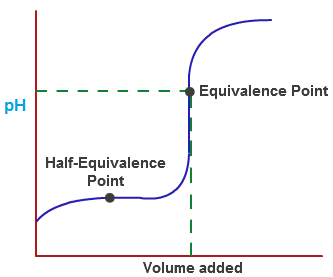 Equivalence Point
pH
Half-Equivalence
Point
Volume added